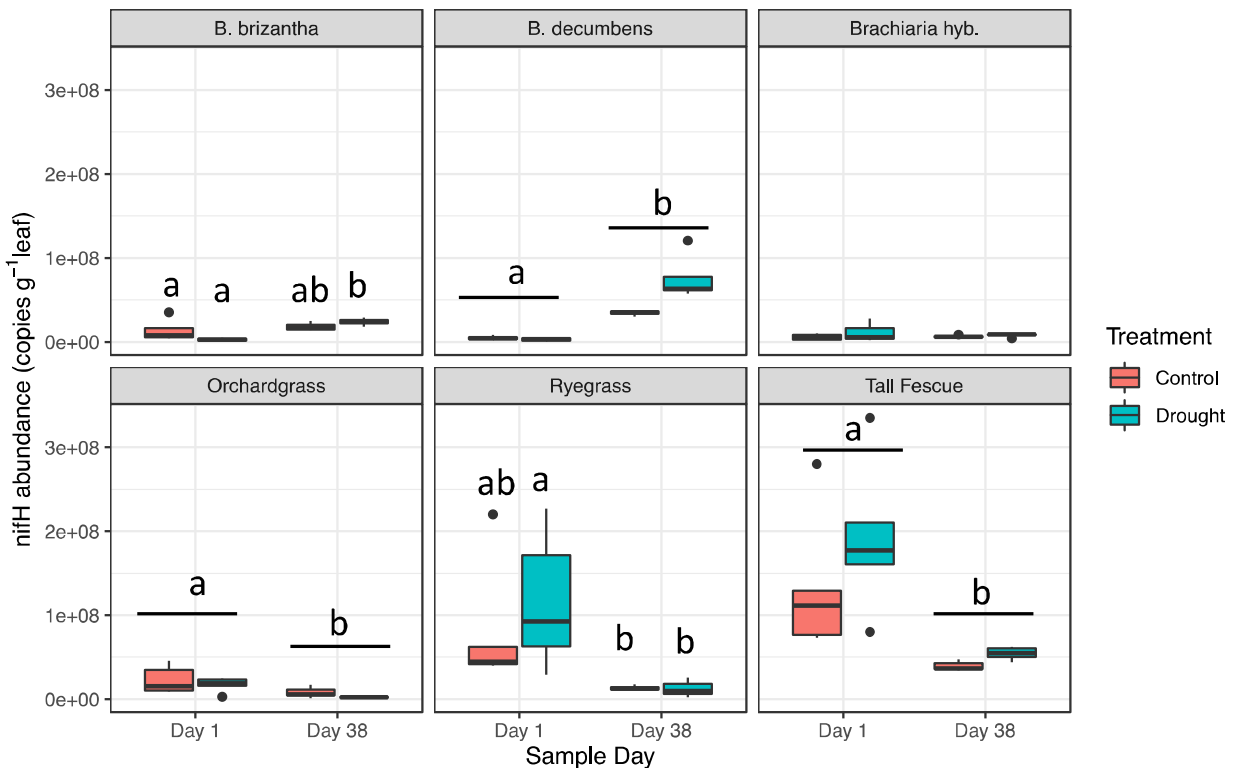 B. brizantha
B. decumbens
Brachiaria hyb.
3e+08
2e+08
1e+08
0e+00
a
a
ab
b
a
b
Orchardgrass
Ryegrass
Tall Fescue
3e+08
2e+08
1e+08
0e+00
a
b
ab
a
b
b
a
b
Day 1
Day 38
Day 1
Day 38
Day 1
Day 38
Sample Day
nifH abundance (copies g⁻¹leaf)
Treatment
Control
Drought